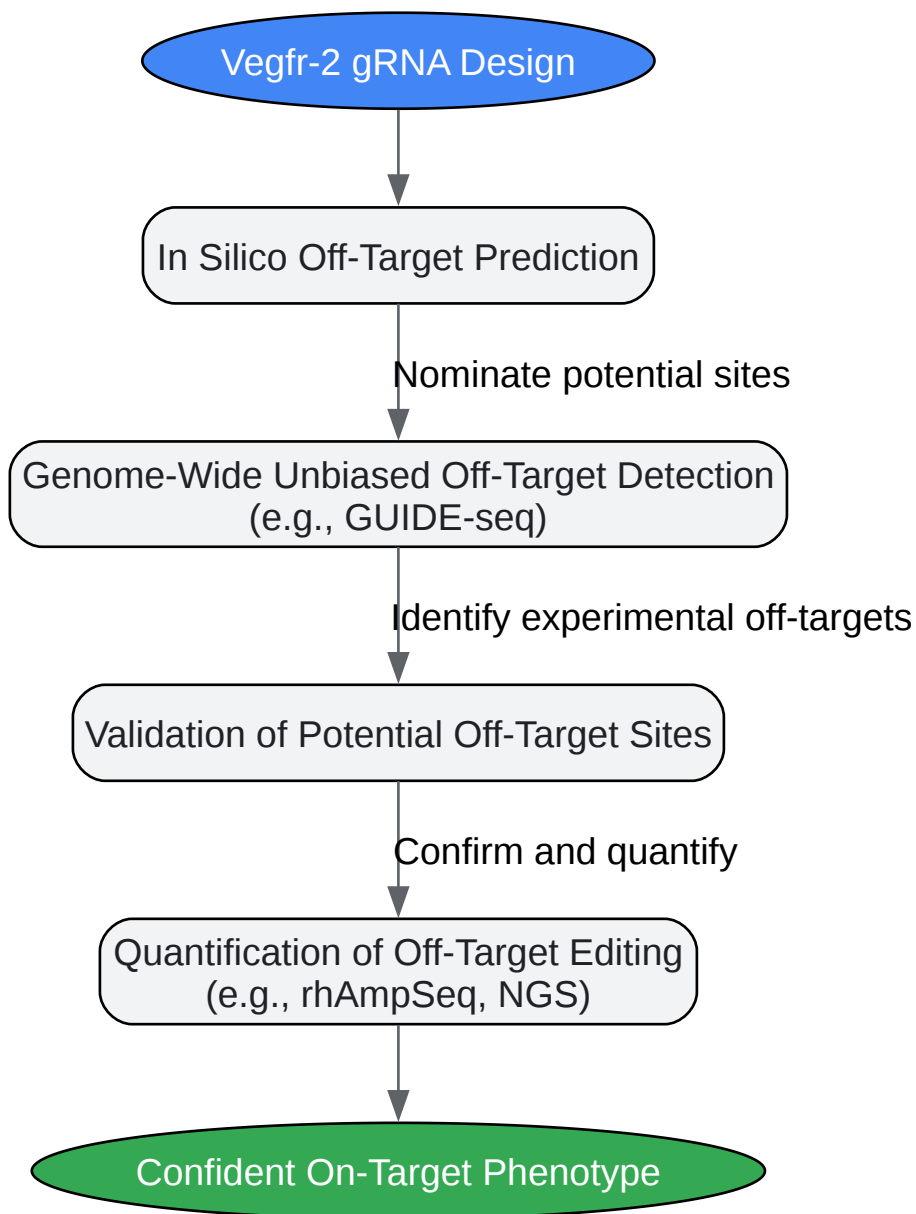 Vegfr-2 gRNA Design
In Silico Off-Target Prediction
Nominate potential sites
Genome-Wide Unbiased Off-Target Detection
(e.g., GUIDE-seq)
Identify experimental off-targets
Validation of Potential Off-Target Sites
Confirm and quantify
Quantification of Off-Target Editing
(e.g., rhAmpSeq, NGS)
Confident On-Target Phenotype